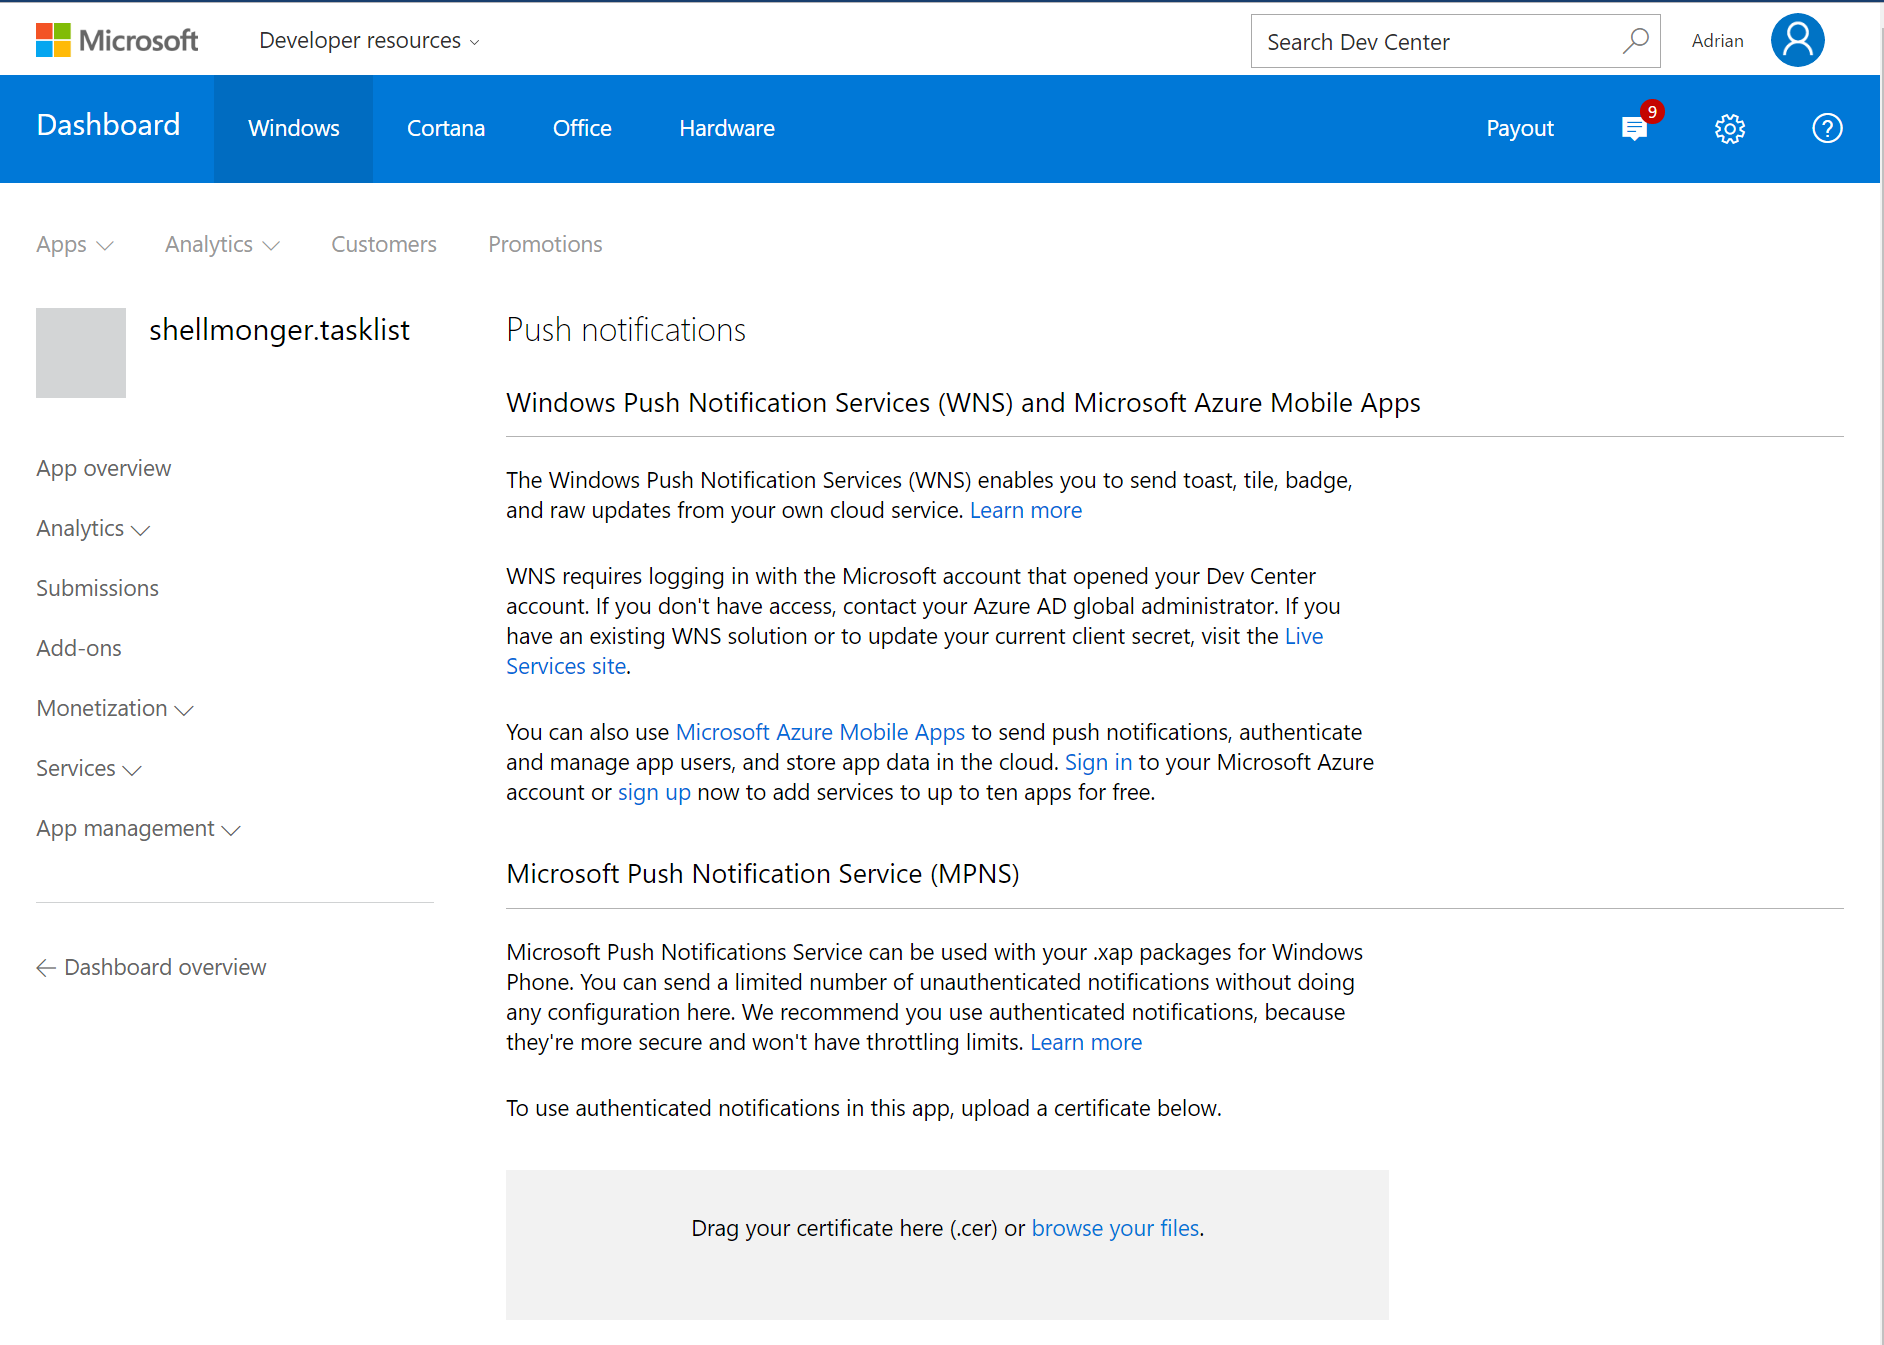 Microsoft
Developer resources
Search Dev Center
Adrian
Dashboard
Windows
Cortana
Office
Hardware
Payout
9
Apps
Analytics
Customers
Promotions
shellmonger.tasklist
App overview
Analytics
Submissions
Add-ons
Monetization
Services
App management
Dashboard overview
Push notifications
Windows Push Notification Services (WNS) and Microsoft Azure Mobile Apps
The Windows Push Notification Services (WNS) enables you to send toast, tile, badge,
and raw updates from your own cloud service. Learn more
WNS requires logging in with the Microsoft account that opened your Dev Center
account. If you don't have access, contact your Azure AD global administrator. If you
have an existing WNS solution or to update your current client secret, visit the Live
Services site.
You can also use Microsoft Azure Mobile Apps to send push notifications, authenticate
and manage app users, and store app data in the cloud. Sign in to your Microsoft Azure
account or sign up now to add services to up to ten apps for free.
Microsoft Push Notification Service (MPNS)
Microsoft Push Notifications Service can be used with your .xap packages for Windows
Phone. You can send a limited number of unauthenticated notifications without doing
any configuration here. We recommend you use authenticated notifications, because
they're more secure and won't have throttling limits. Learn more
To use authenticated notifications in this app, upload a certificate below.
Drag your certificate here (.cer) or browse your files.